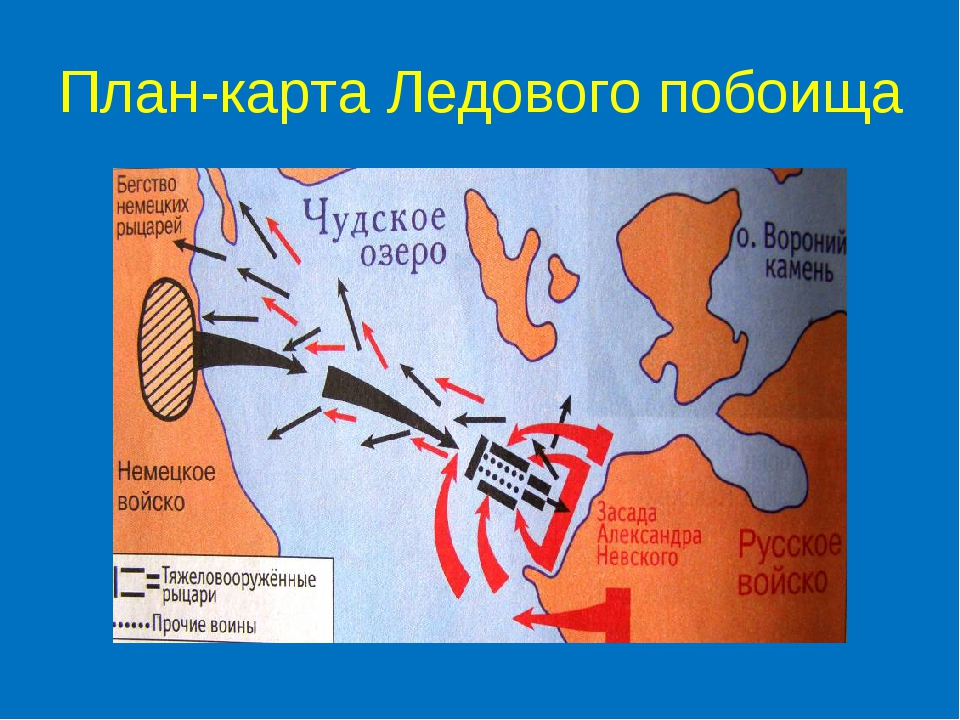 План-карта Ледового побоища
Бегство
немецких
рыцарей
Чудское
озеро
о. Вороний
камень
Немецкое
войско
Засада
Александра
Невского
Русское
войско
Тяжеловооружённые
рыцари
Прочие воины